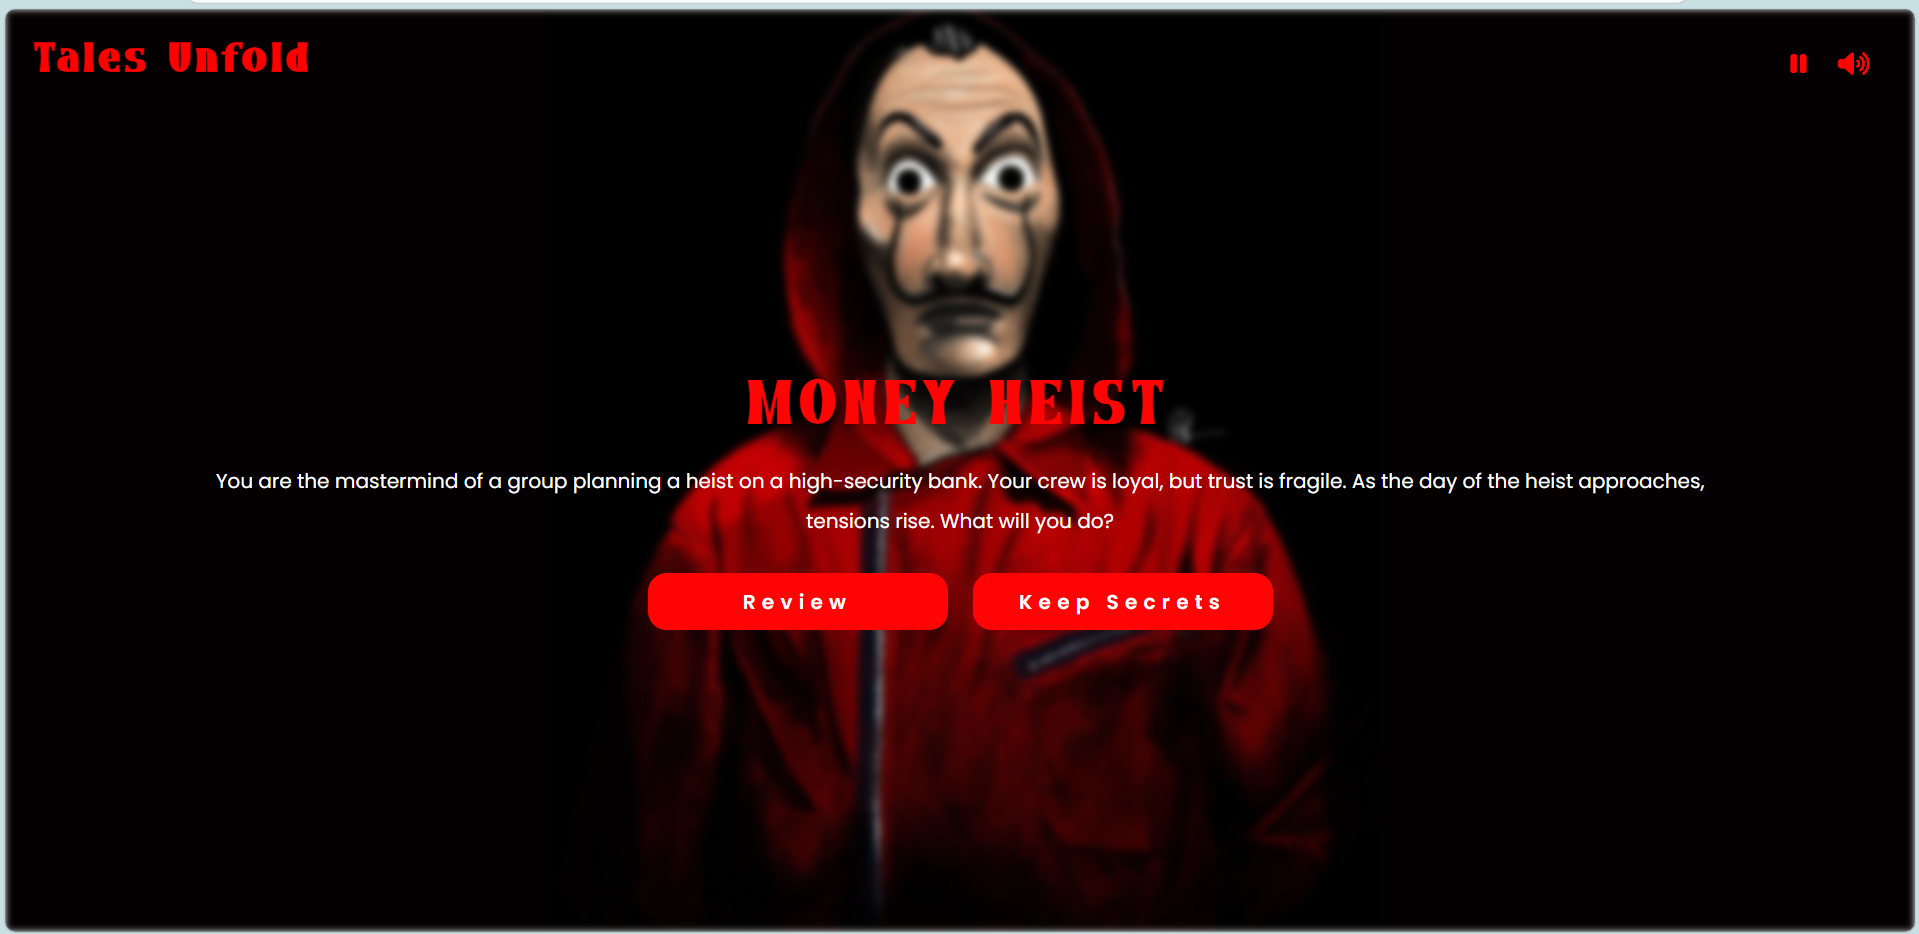 Tales Unfold
MONEY HEIST
You are the mastermind of a group planning a heist on a high-security bank. Your crew is loyal, but trust is fragile. As the day of the heist approaches,
tensions rise. What will you do?
Review
Keep Secrets